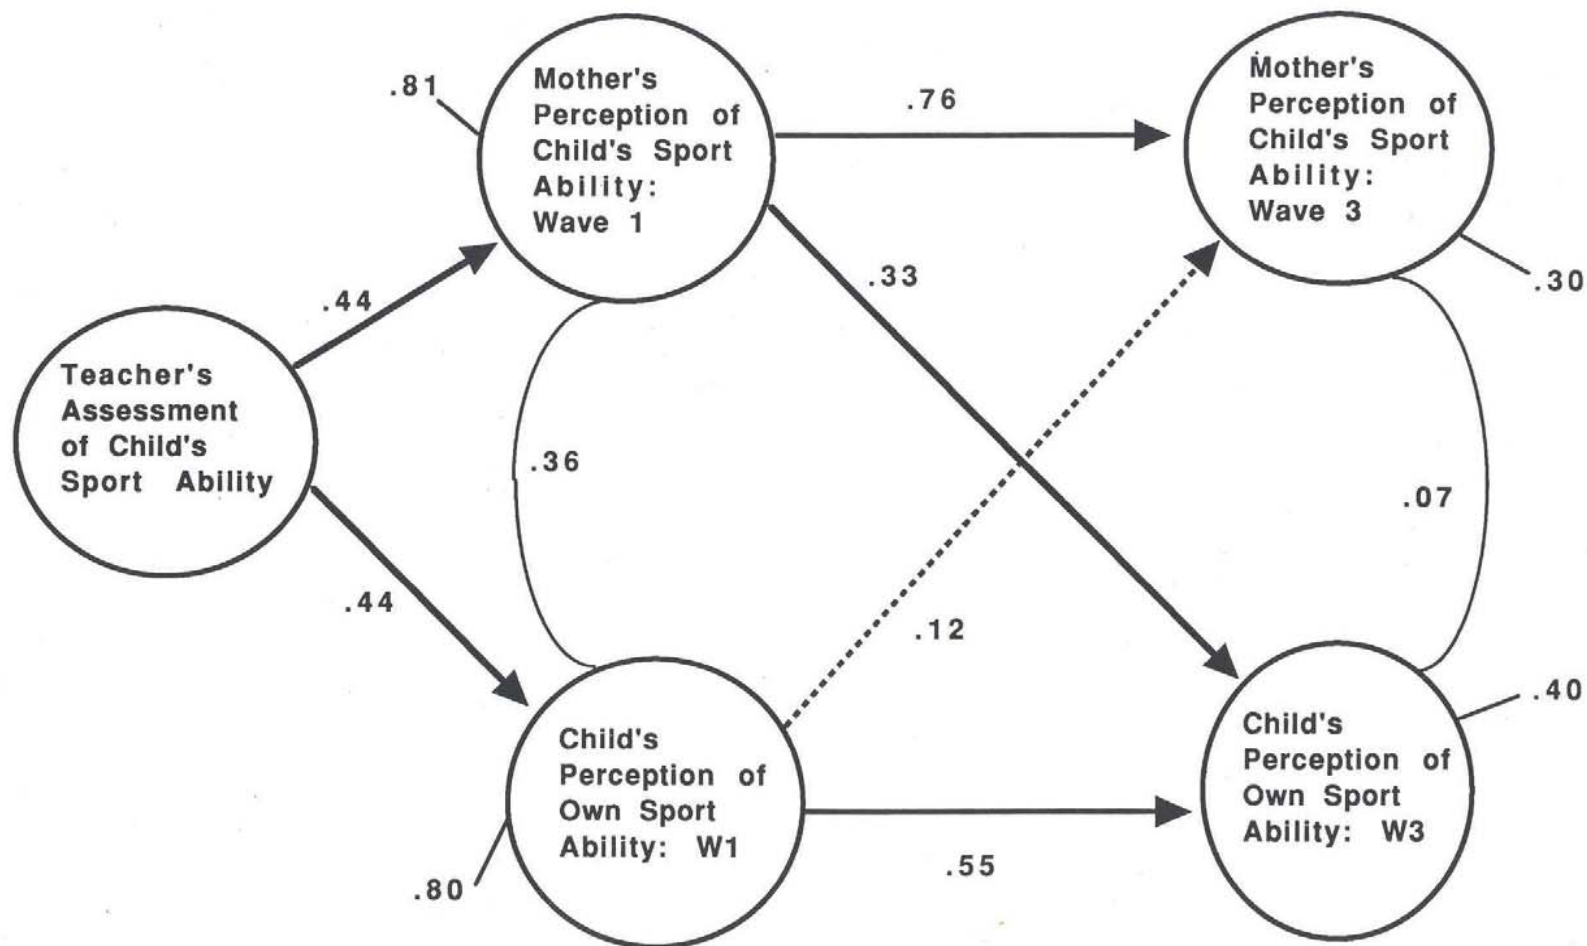 .81
Mother's
Perception of
Child's Sport
Ability:
Wave 1
.76
Mother's
Perception of
Child's Sport
Ability:
Wave 3
.30
.44
.33
Teacher's
Assessment
of Child's
Sport Ability
.36
.07
.44
.12
Child's
Perception of
Own Sport
Ability: W1
.80
.55
Child's
Perception of
Own Sport
Ability: W3
.40